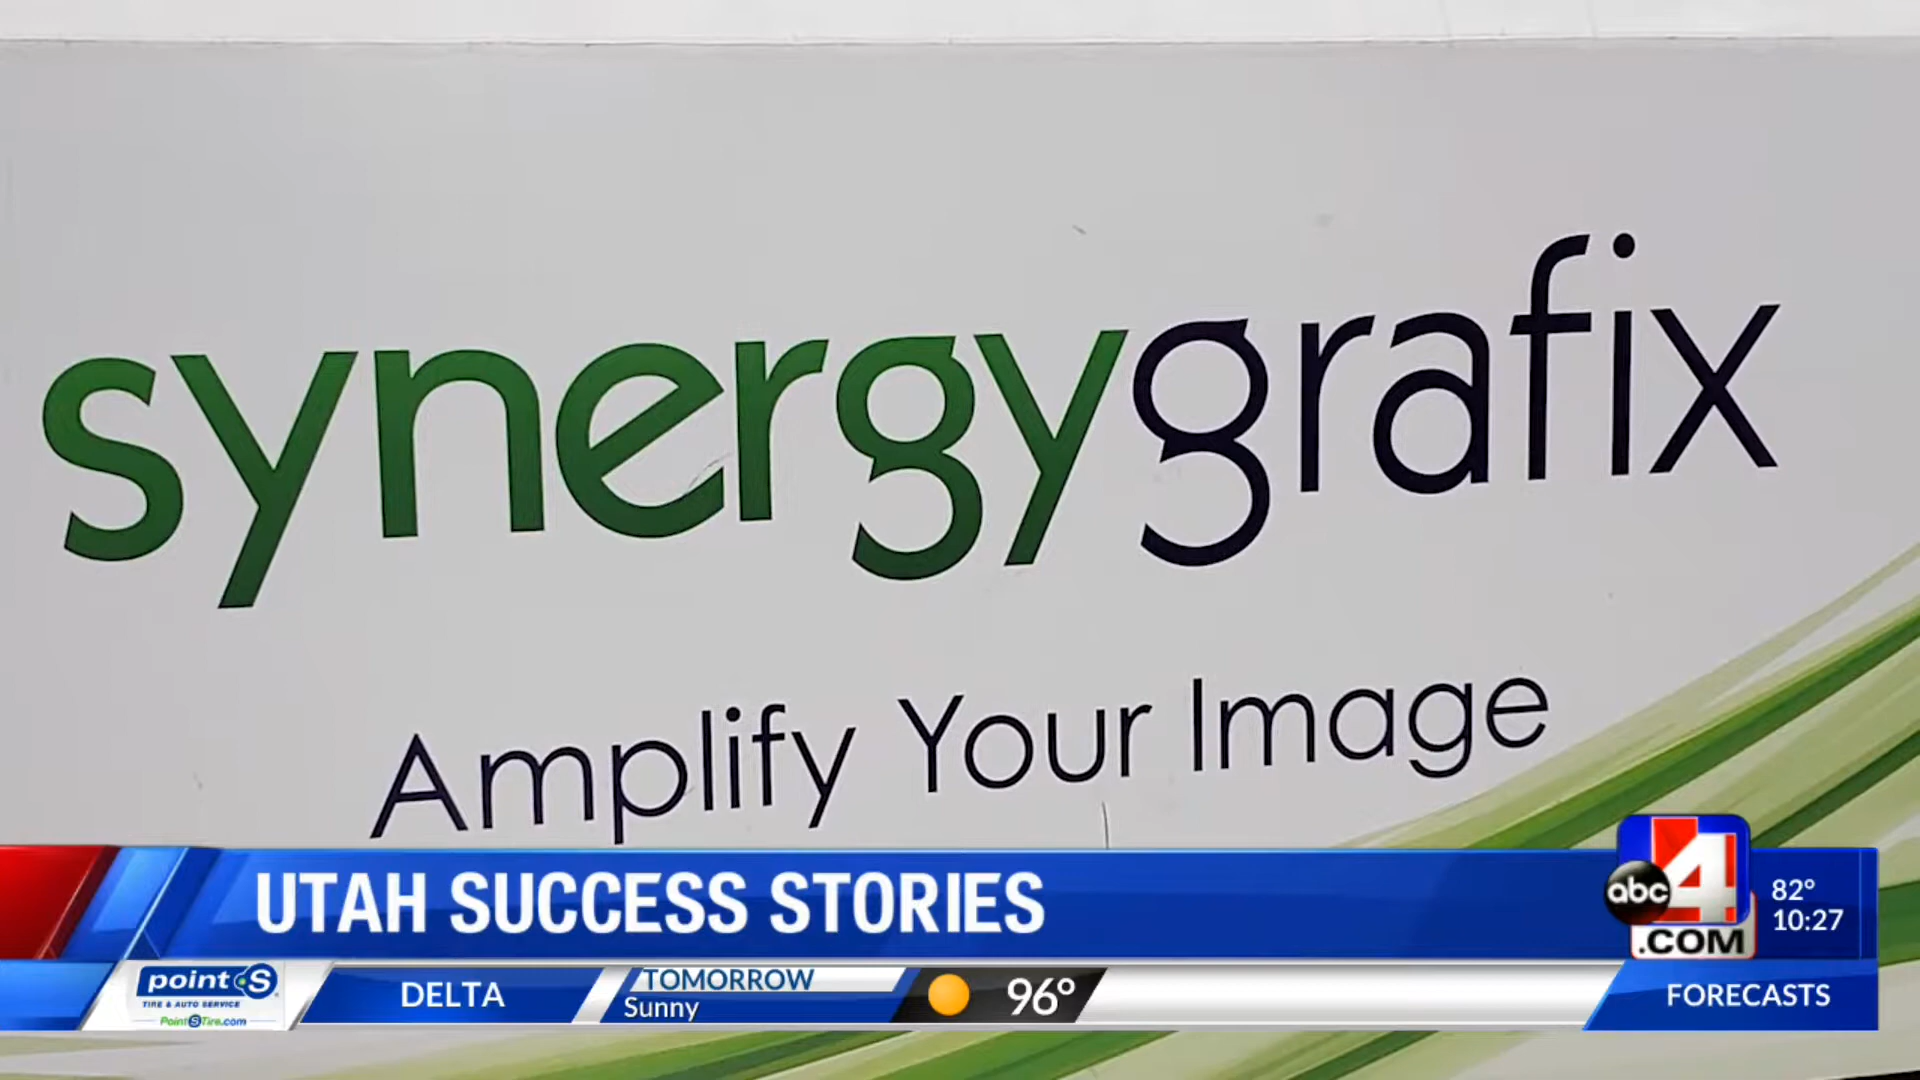 synergygrafix
Amplify Your Image
UTAH SUCCESS STORIES
abc 4
.COM
82°
10:27
point S
TIRE & AUTO SERVICE
PointSTire.com
DELTA
TOMORROW
Sunny
96°
FORECASTS